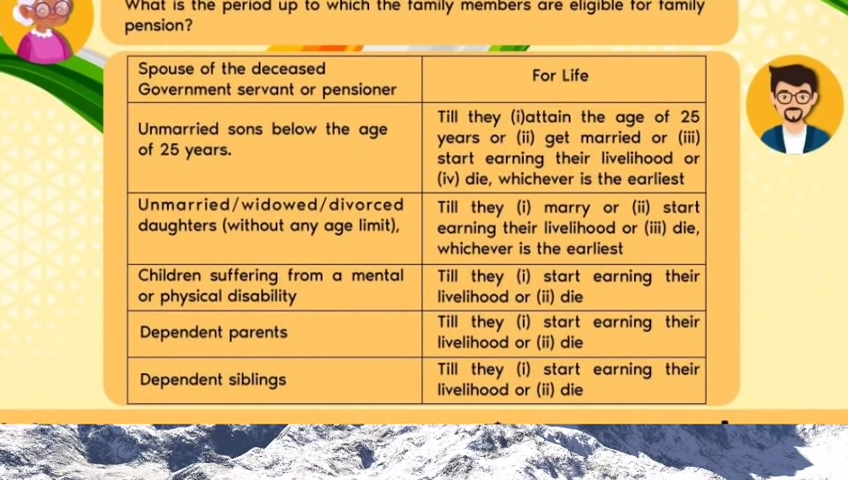 What is the period up to which the family members are eligible for family
pension?
Spouse of the deceased
Government servant or pensioner
For Life
Unmarried sons below the age
of 25 years.
Till they (i)attain the age of 25
years or (ii) get married or (iii)
start earning their livelihood or
(iv) die, whichever is the earliest
Unmarried/widowed/divorced
daughters (without any age limit),
Till they (i) marry or (ii) start
earning their livelihood or (iii) die,
whichever is the earliest
Children suffering from a mental
or physical disability
Till they (i) start earning their
livelihood or (ii) die
Dependent parents
Till they (i) start earning their
livelihood or (ii) die
Dependent siblings
Till they (i) start earning their
livelihood or (ii) die